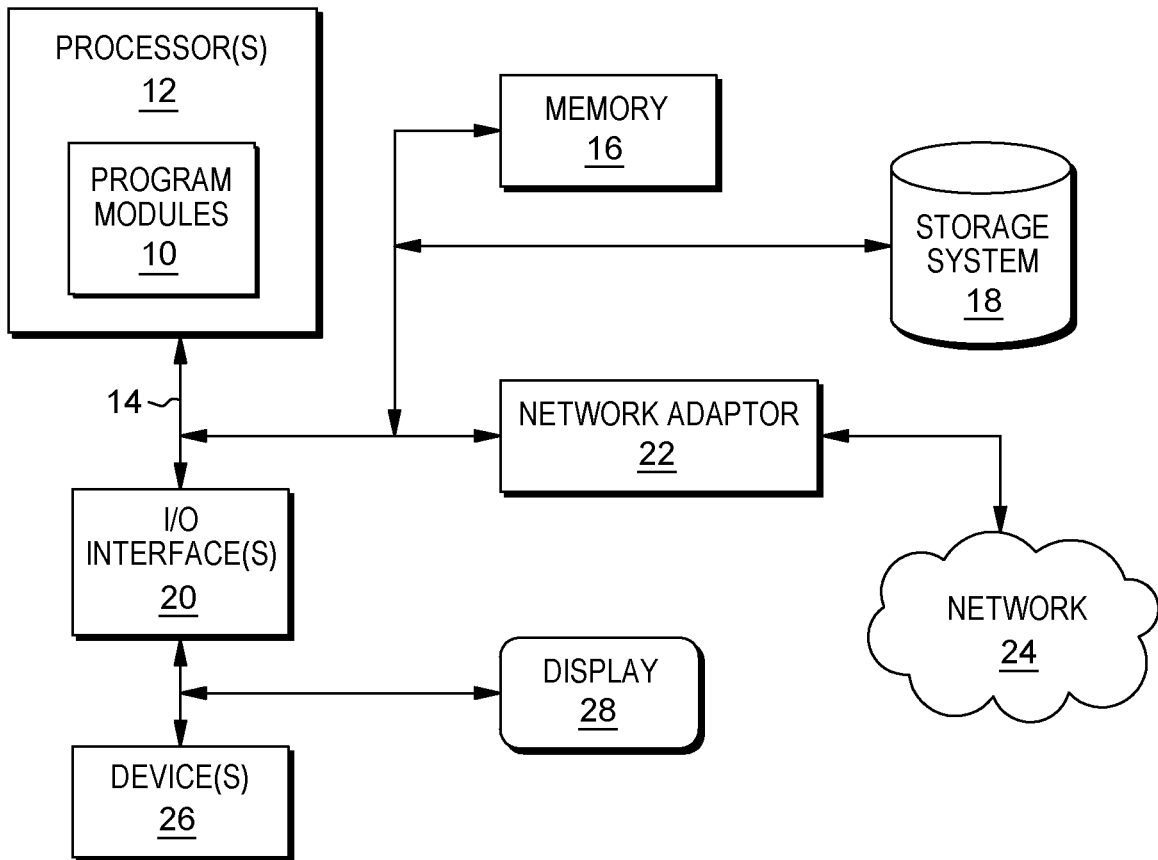 PROCESSOR(S)
12
PROGRAM
MODULES
10
MEMORY
16
STORAGE
SYSTEM
18
14
NETWORK ADAPTOR
22
I/O
INTERFACE(S)
20
NETWORK
24
DISPLAY
28
DEVICE(S)
26